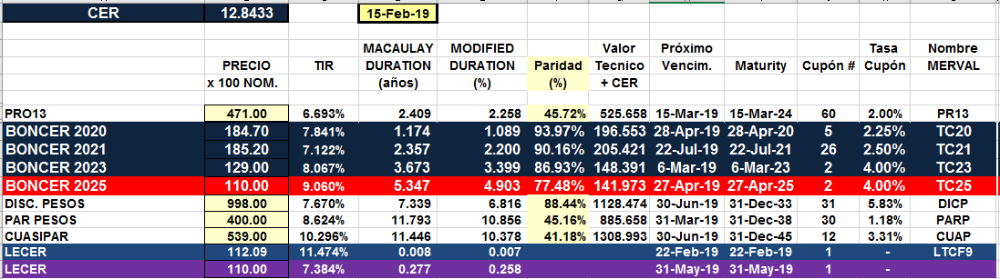 CER 12.8433 15-Feb-19
MACAULAY MODIFIED Valor Próximo Tasa Nombre
PRECIO TIR DURATION DURATION Paridad Tecnico Vencim. Maturity Cupón # Cupón MERVAL
x 100 NOM. (años) (%) (%) + CER
PRO13 471.00 6.693% 2.409 2.258 45.72% 525.658 15-Mar-19 15-Mar-24 60 2.00% PR13
BONCER 2020 184.70 7.841% 1.174 1.089 93.97% 196.553 28-Apr-19 28-Apr-20 5 2.25% TC20
BONCER 2021 185.20 7.122% 2.357 2.200 90.16% 205.421 22-Jul-19 22-Jul-21 26 2.50% TC21
BONCER 2023 129.00 8.067% 3.673 3.399 86.93% 148.391 6-Mar-19 6-Mar-23 2 4.00% TC23
BONCER 2025 110.00 9.060% 5.347 4.903 77.48% 141.973 27-Apr-19 27-Apr-25 2 4.00% TC25
DISC. PESOS 998.00 7.670% 7.339 6.816 88.44% 1128.474 30-Jun-19 31-Dec-33 31 5.83% DICP
PAR PESOS 400.00 8.624% 11.793 10.856 45.16% 885.658 31-Mar-19 31-Dec-38 30 1.18% PARP
CUASIPAR 539.00 10.296% 11.446 10.378 41.18% 1308.993 30-Jun-19 31-Dec-45 12 3.31% CUAP
LECER 112.09 11.474% 0.008 0.007 22-Feb-19 22-Feb-19 1 - LTCF9
LECER 110.00 7.384% 0.277 0.258 31-May-19 31-May-19 1 -